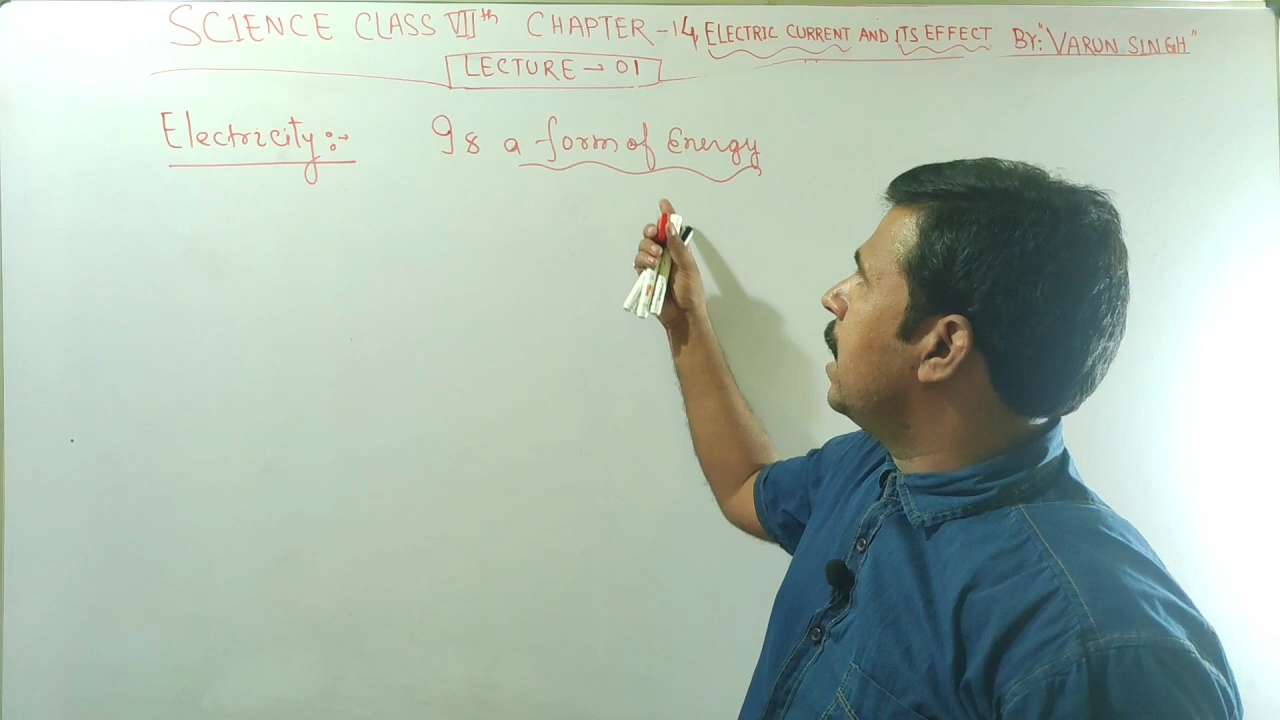 SCIENCE CLASS VIIth CHAPTER-14, ELECTRIC CURRENT AND ITS EFFECT BY:"VARUN SINGH"
LECTURE → 01
Electricity:→ Is a form of Energy